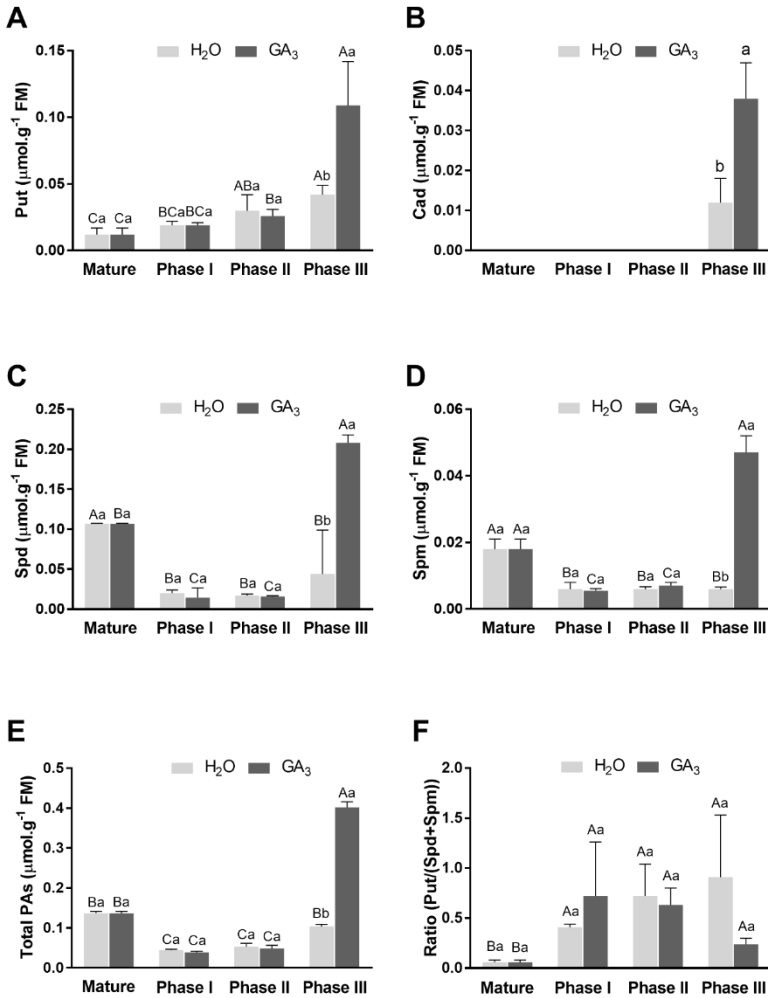 A
H₂O GA₃
Put (µmol.g⁻¹ FM)
0.15
0.10
0.05
0.00
Ca Ca BCa BCa ABa Ba Ab Aa
Mature Phase I Phase II Phase III
B
H₂O GA₃
Cad (µmol.g⁻¹ FM)
0.05
0.04
0.03
0.02
0.01
0.00
b a
Mature Phase I Phase II Phase III
C
H₂O GA₃
Spd (µmol.g⁻¹ FM)
0.25
0.20
0.15
0.10
0.05
0.00
Aa Ba Ba Ca Ba Ca Bb Aa
Mature Phase I Phase II Phase III
D
H₂O GA₃
Spm (µmol.g⁻¹ FM)
0.06
0.04
0.02
0.00
Aa Aa Ba Ca Ba Ca Bb Aa
Mature Phase I Phase II Phase III
E
H₂O GA₃
Total PAs (µmol.g⁻¹ FM)
0.5
0.4
0.3
0.2
0.1
0.0
Ba Ba Ca Ca Ca Ca Bb Aa
Mature Phase I Phase II Phase III
F
H₂O GA₃
Ratio (Put/(Spd+Spm))
2.0
1.5
1.0
0.5
0.0
Ba Ba Aa Aa Aa Aa Aa Aa
Mature Phase I Phase II Phase III